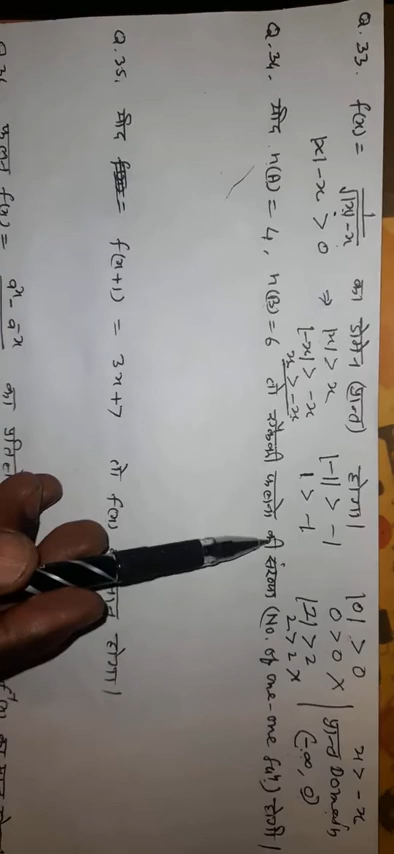 Q.33. f(x) = 1/√|x|-x का डोमेन (प्रान्त) होगा।
|x| - x > 0 ⇒ |x| > x |-1| > -1 |0| > 0 x > -x
|-x| > -x 1 > -1 0 > 0 X प्रान्त Domain
x > -x |2| > 2 (-∞, 0)
2 > 2 X
Q.34. यदि n(A) = 4, n(B) = 6 तो एकैकी फलनों की संख्या (No. of one-one fun^n) होगी।
Q.35. यदि f(x+1) = 3x+7 तो f(x) होगा।
फलन f(x) = a^x - a^-x का